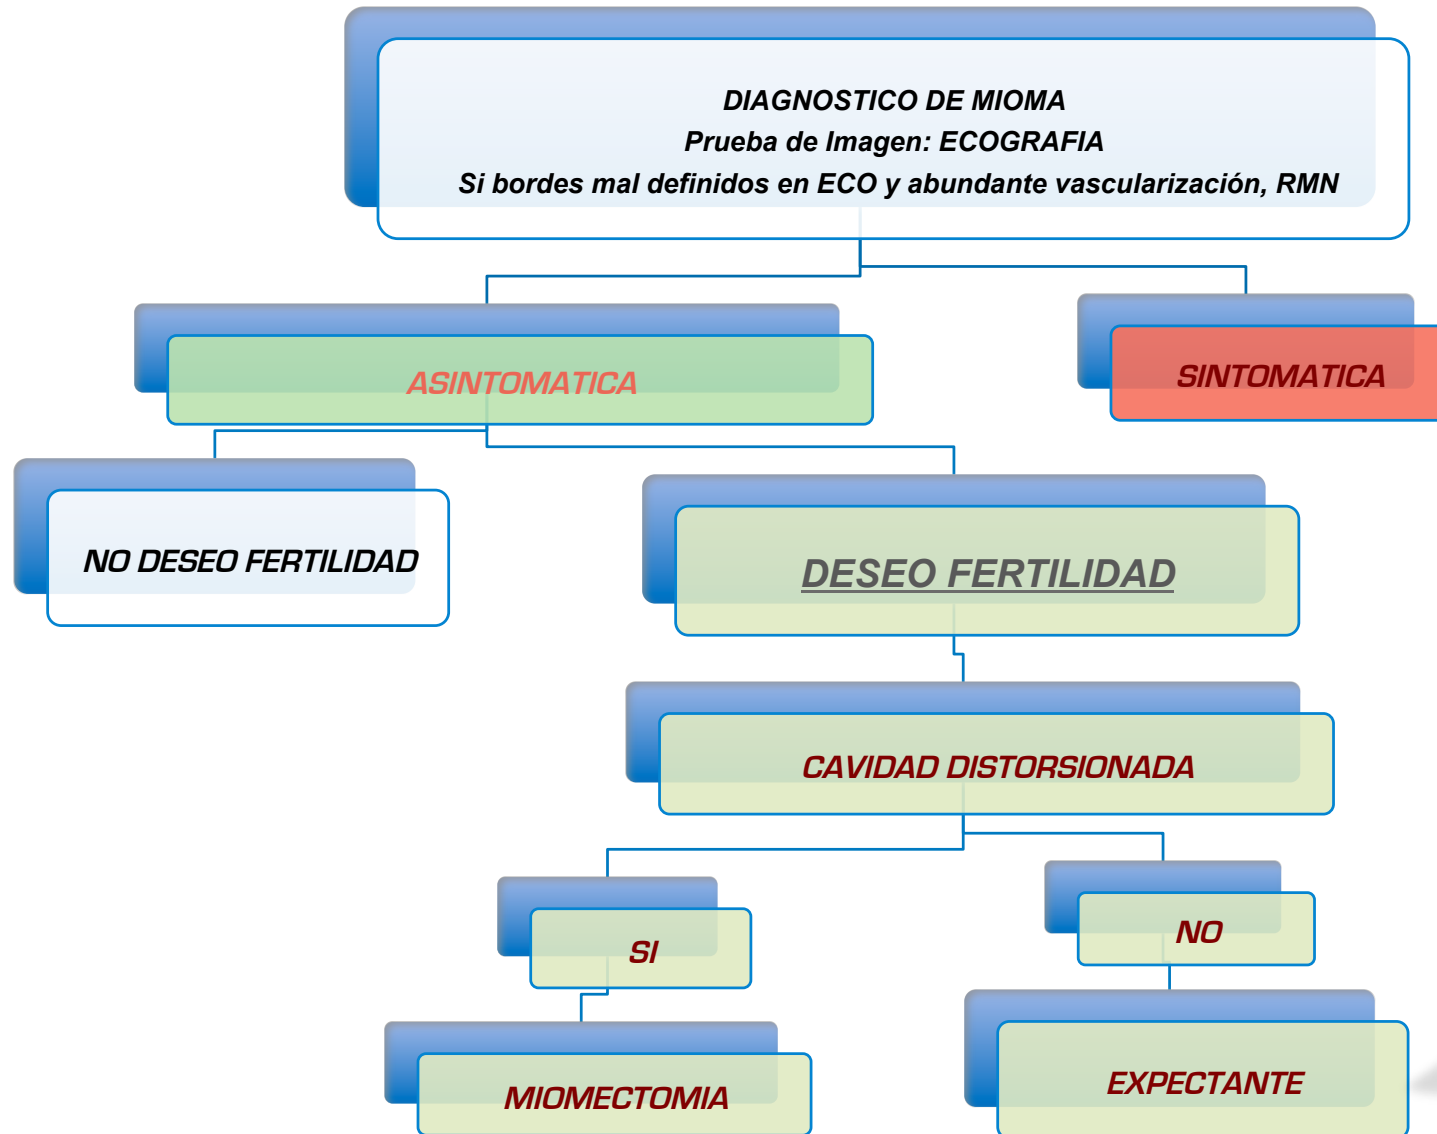 DIAGNOSTICO DE MIOMA
Prueba de Imagen: ECOGRAFIA
Si bordes mal definidos en ECO y abundante vascularización, RMN
ASINTOMATICA
SINTOMATICA
NO DESEO FERTILIDAD
DESEO FERTILIDAD
CAVIDAD DISTORSIONADA
SI
NO
MIOMECTOMIA
EXPECTANTE